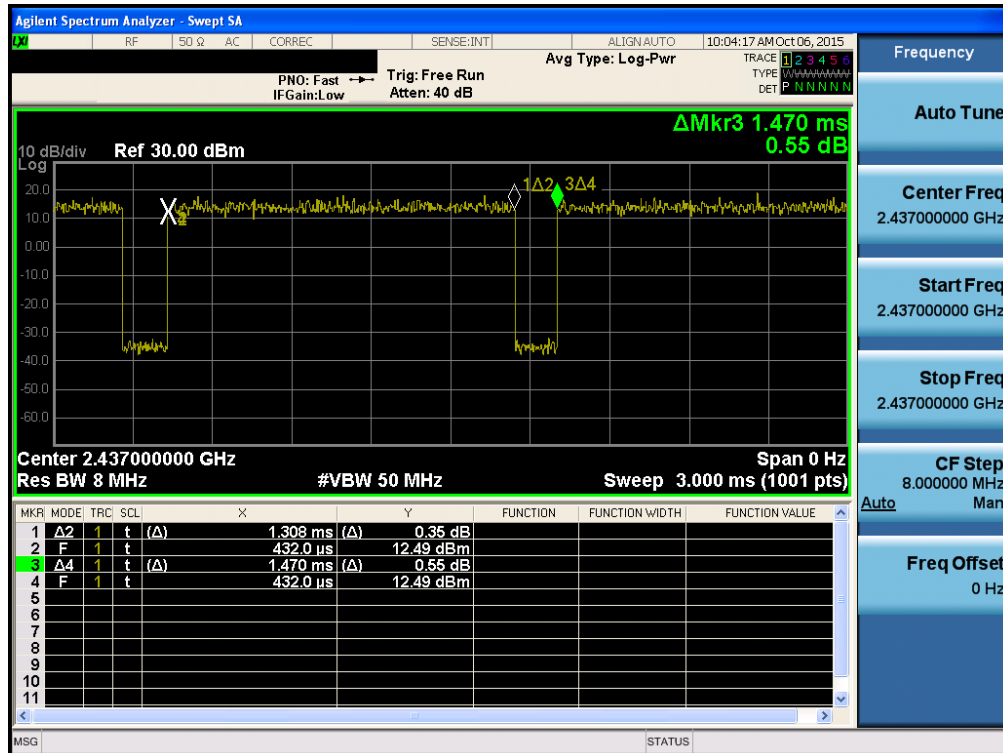 Agilent Spectrum Analyzer - Swept SA
LXI RF 50 Ω AC CORREC SENSE:INT ALIGN AUTO 10:04:17 AM Oct 06, 2015
Avg Type: Log-Pwr TRACE 1 2 3 4 5 6
PNO: Fast Trig: Free Run TYPE WWWWWW
IFGain:Low Atten: 40 dB DET P N N N N N
ΔMkr3 1.470 ms
0.55 dB
10 dB/div Ref 30.00 dBm
Log
1Δ2 3Δ4
20.0
10.0
0.00
-10.0
-20.0
-30.0
-40.0
-50.0
-60.0
Center 2.437000000 GHz Span 0 Hz
Res BW 8 MHz #VBW 50 MHz Sweep 3.000 ms (1001 pts)
MKR MODE TRC SCL X Y FUNCTION FUNCTION WIDTH FUNCTION VALUE
1 Δ2 1 t (Δ) 1.308 ms (Δ) 0.35 dB
2 F 1 t 432.0 µs 12.49 dBm
3 Δ4 1 t (Δ) 1.470 ms (Δ) 0.55 dB
4 F 1 t 432.0 µs 12.49 dBm
5
6
7
8
9
10
11
MSG STATUS
Frequency
Auto Tune
Center Freq
2.437000000 GHz
Start Freq
2.437000000 GHz
Stop Freq
2.437000000 GHz
CF Step
8.000000 MHz
Auto Man
Freq Offset
0 Hz